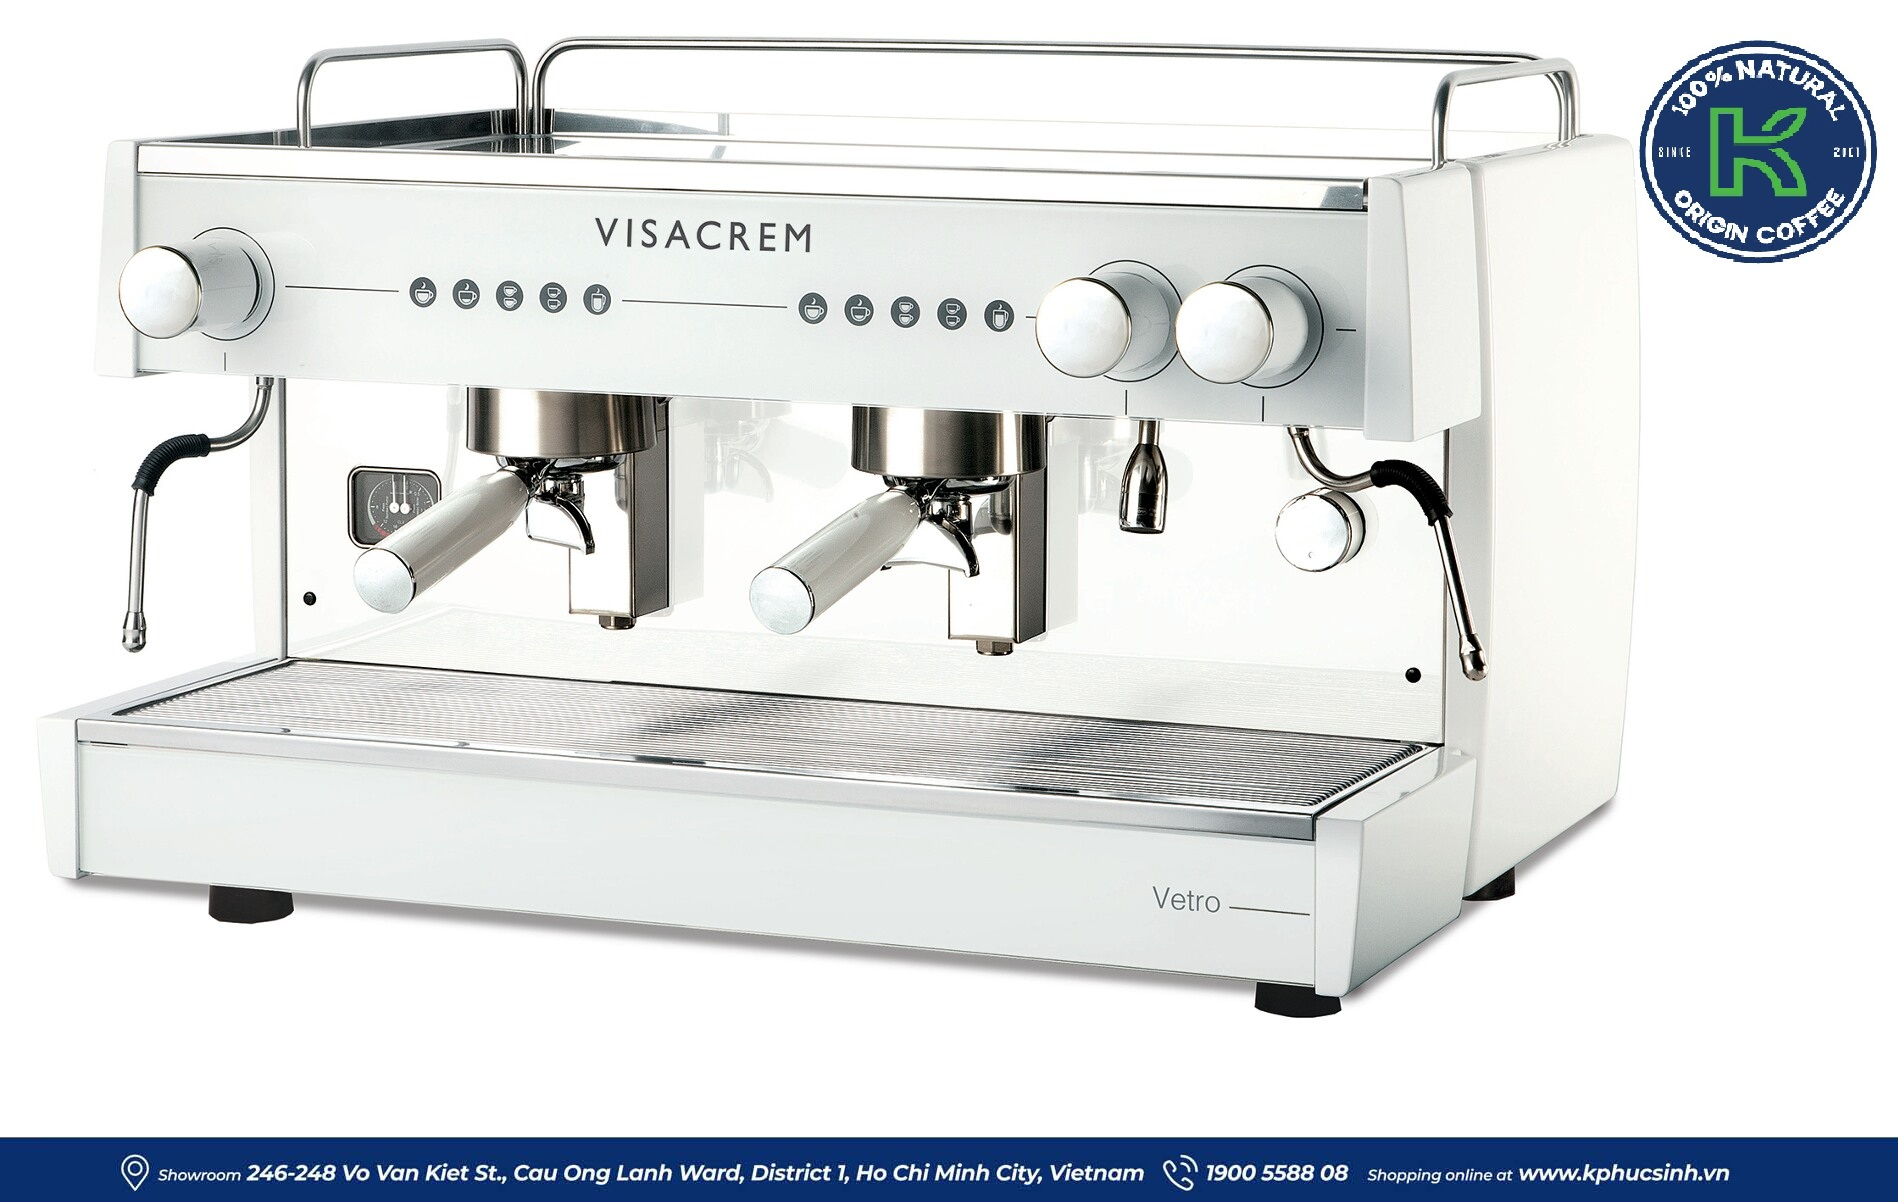 100% NATURAL
SINCE 2001
ORIGIN COFFEE
VISACREM
Vetro
Showroom 246-248 Vo Van Kiet St., Cau Ong Lanh Ward, District 1, Ho Chi Minh City, Vietnam 1900 5588 08 Shopping online at www.kphucsinh.vn